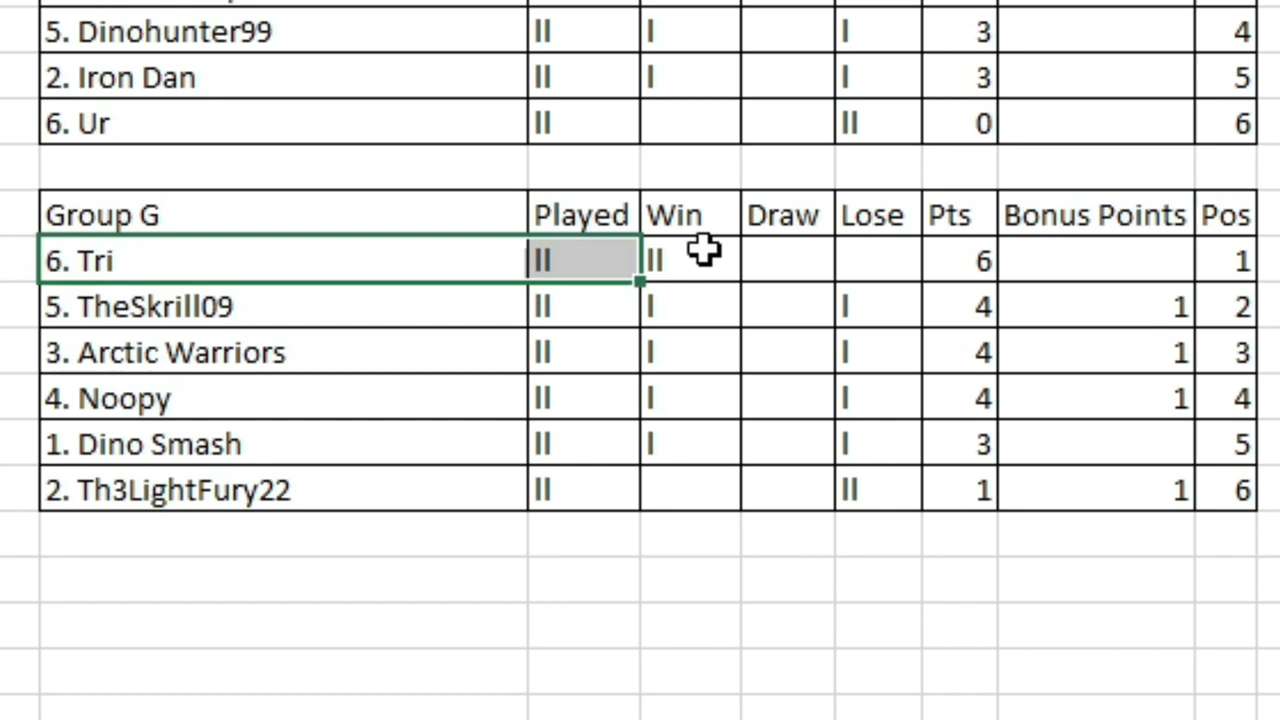 5. Dinohunter99 II I I 3 4
2. Iron Dan II I I 3 5
6. Ur II II 0 6
Group G Played Win Draw Lose Pts Bonus Points Pos
6. Tri II II 6 1
5. TheSkrill09 II I I 4 1 2
3. Arctic Warriors II I I 4 1 3
4. Noopy II I I 4 1 4
1. Dino Smash II I I 3 5
2. Th3LightFury22 II II 1 1 6